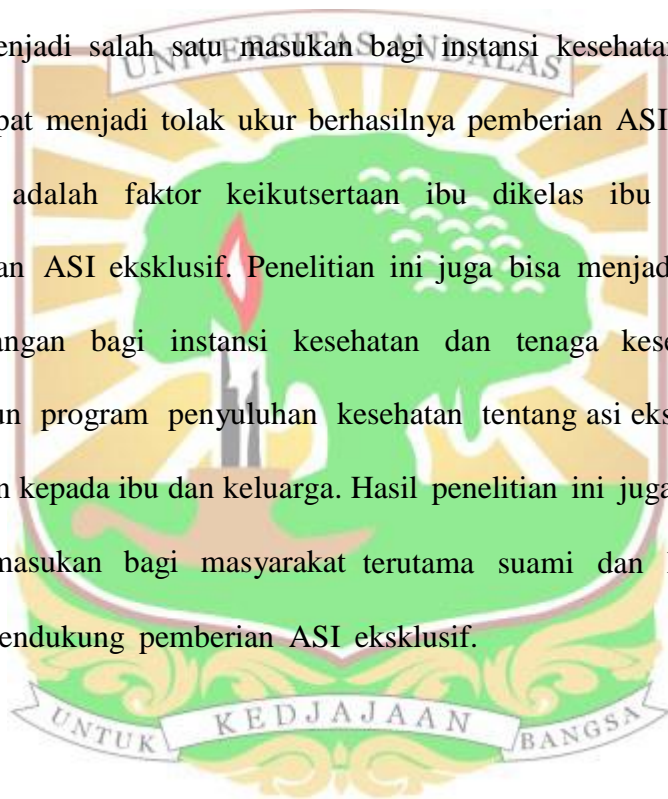 enjadi salah satu masukan bagi instansi kesehatan
UNIVERSITAS ANDALAS
pat menjadi tolak ukur berhasilnya pemberian ASI
adalah faktor keikutsertaan ibu dikelas ibu
an ASI eksklusif. Penelitian ini juga bisa menjad
angan bagi instansi kesehatan dan tenaga kese
un program penyuluhan kesehatan tentang asi eks
n kepada ibu dan keluarga. Hasil penelitian ini juga
masukan bagi masyarakat terutama suami dan
endukung pemberian ASI eksklusif.
UNTUK KEDJAJAAN BANGSA